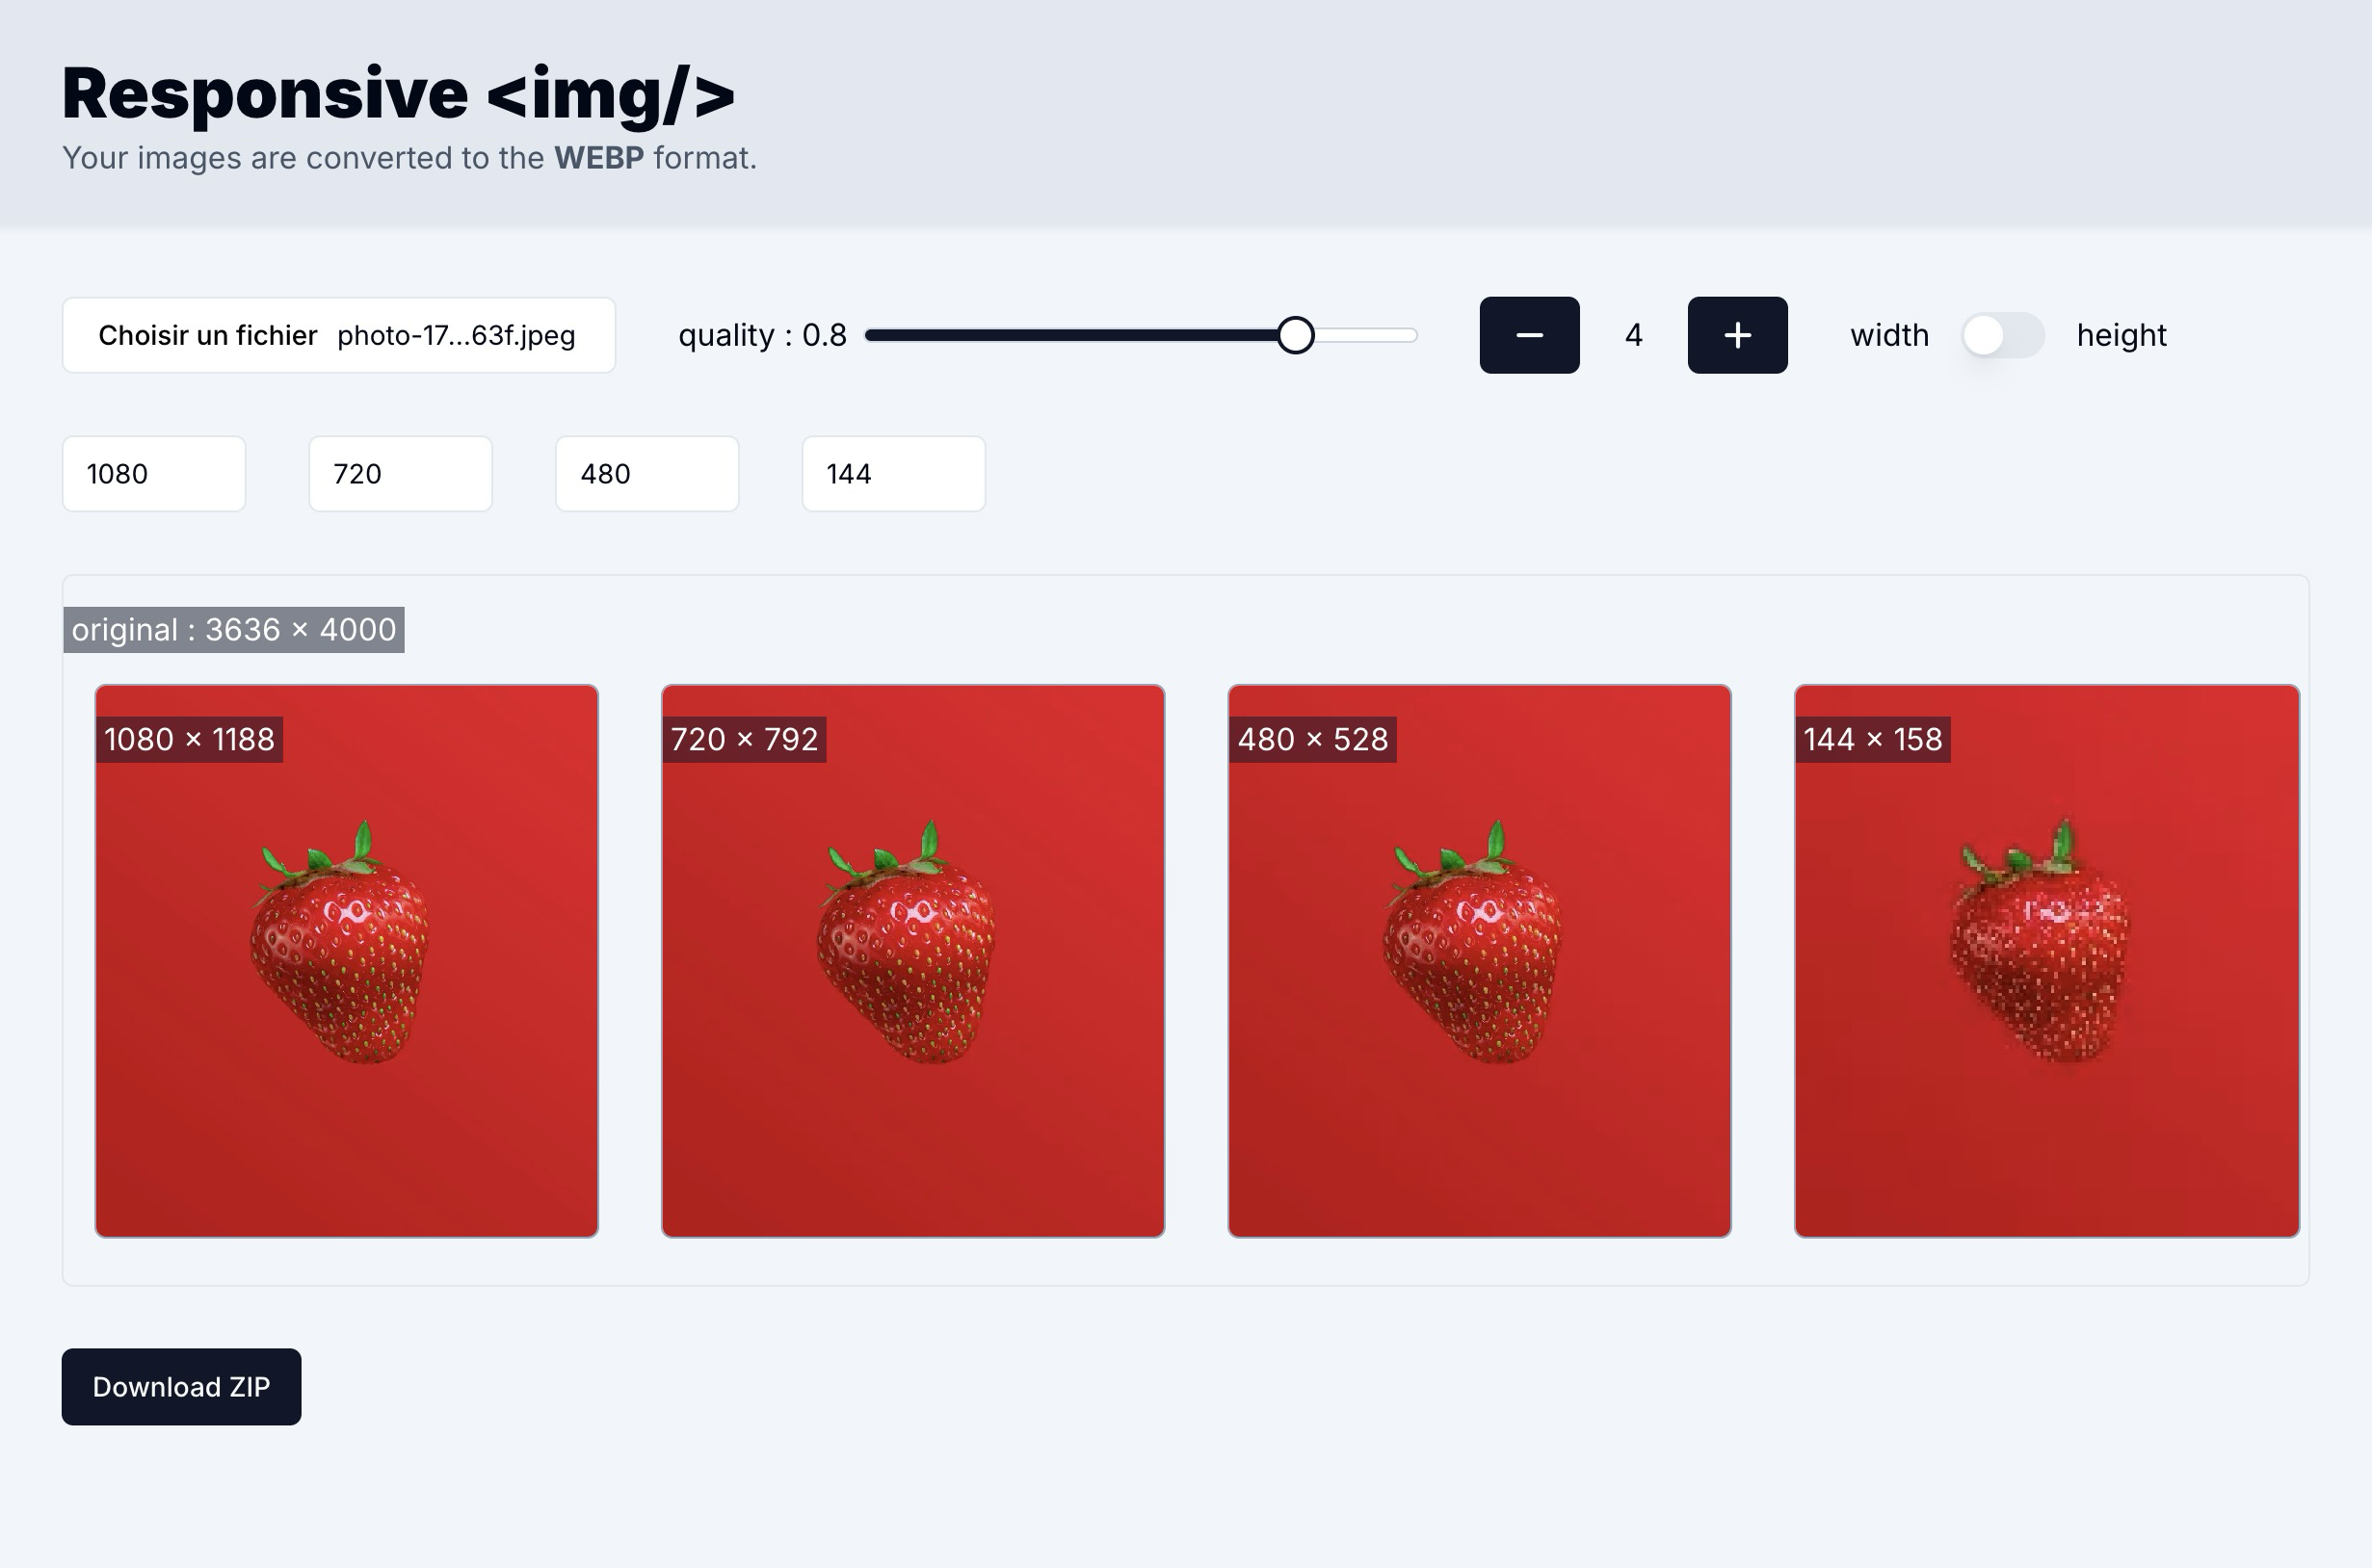 Responsive <img/>
Your images are converted to the WEBP format.
Choisir un fichier photo-17...63f.jpeg
quality : 0.8
4
width
height
1080
720
480
144
original : 3636 × 4000
1080 × 1188
720 × 792
480 × 528
144 × 158
Download ZIP